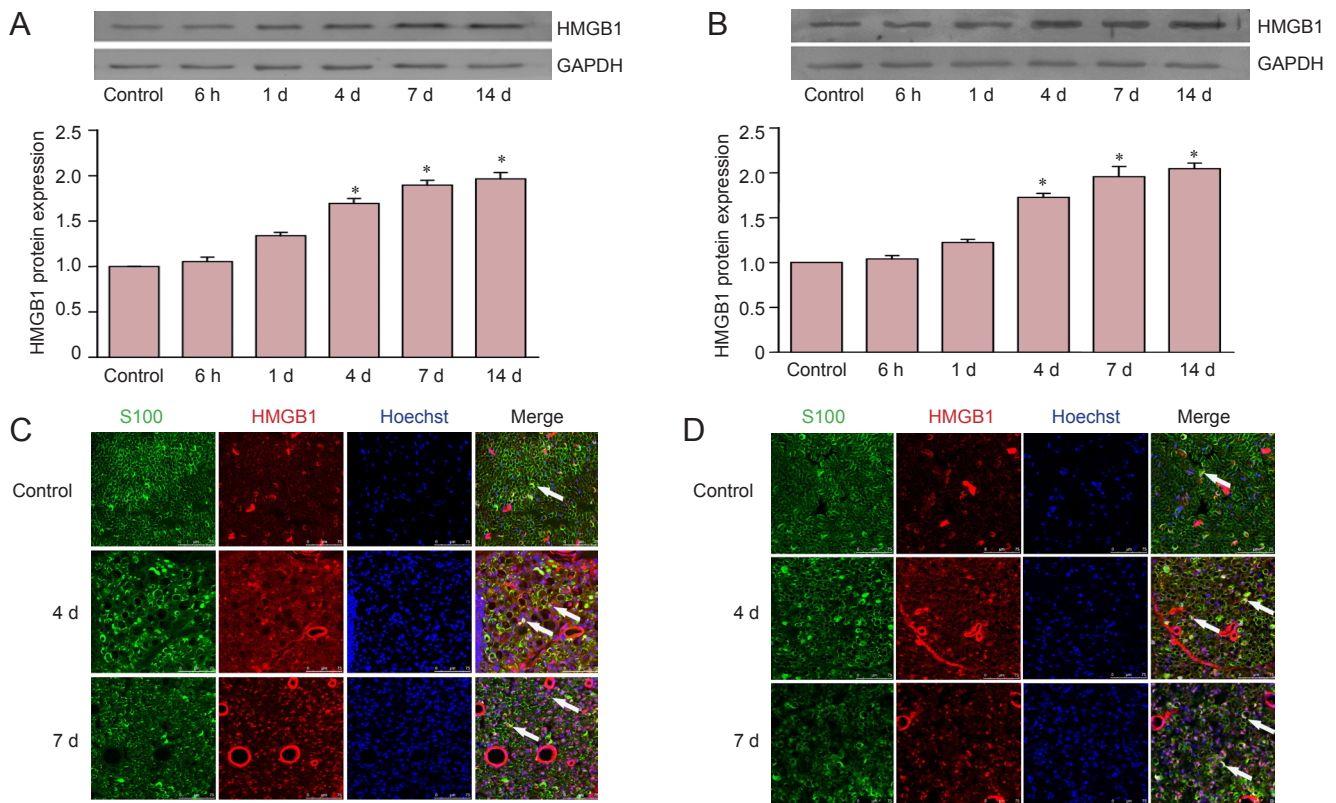 A
HMGB1
GAPDH
Control 6 h 1 d 4 d 7 d 14 d
HMGB1 protein expression
2.5
2.0
1.5
1.0
0.5
0
* * *
Control 6 h 1 d 4 d 7 d 14 d
B
HMGB1
GAPDH
Control 6 h 1 d 4 d 7 d 14 d
HMGB1 protein expression
2.5
2.0
1.5
1.0
0.5
0
* * *
Control 6 h 1 d 4 d 7 d 14 d
C
S100 HMGB1 Hoechst Merge
Control
4 d
7 d
D
S100 HMGB1 Hoechst Merge
Control
4 d
7 d